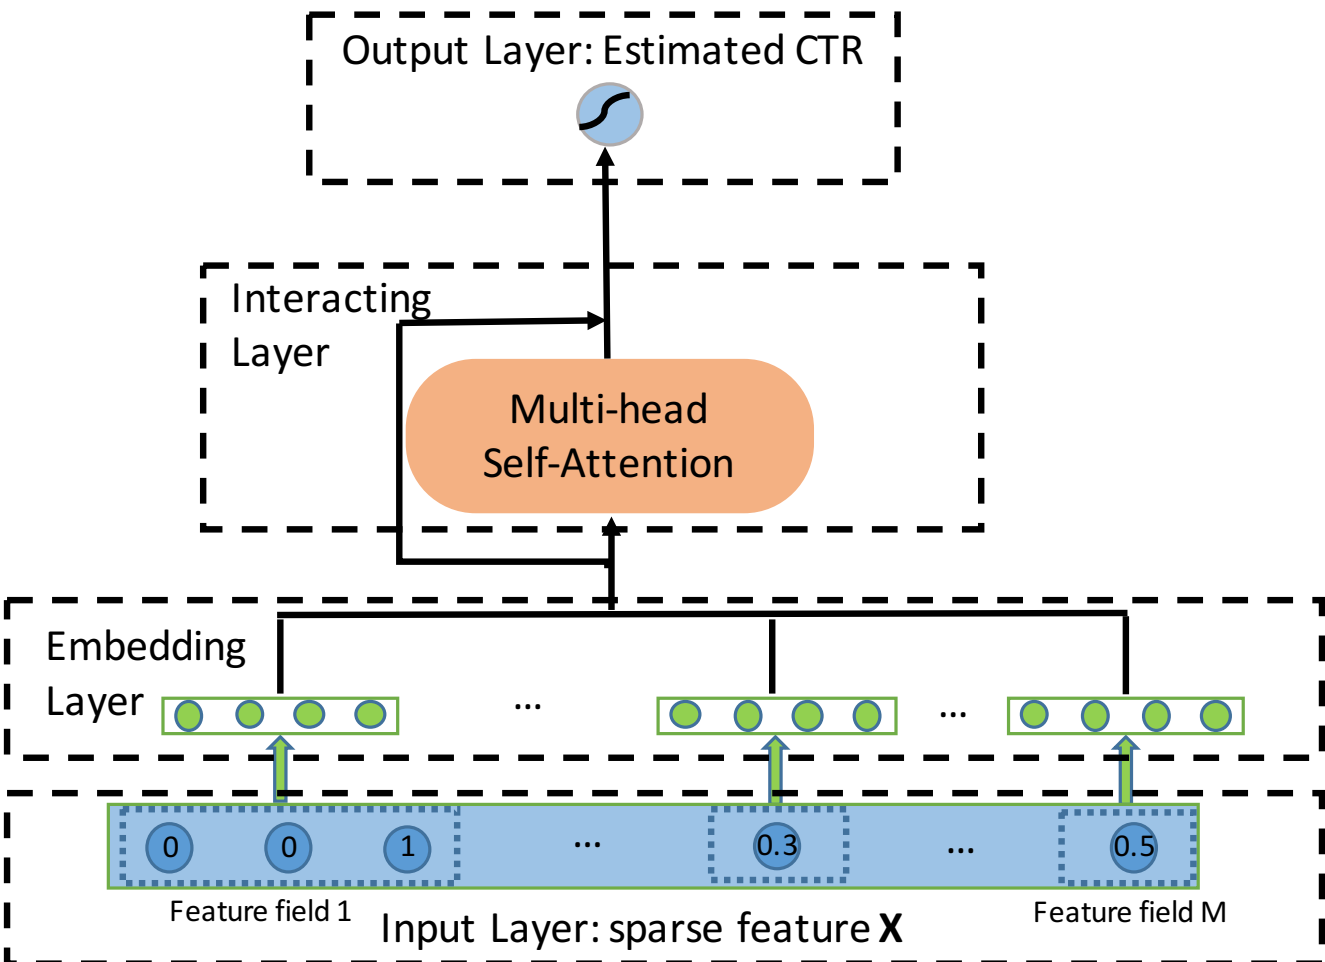 Output Layer: Estimated CTR
Interacting
Layer
Multi-head
Self-Attention
Embedding
Layer
... ...
0 0 1 ... 0.3 ... 0.5
Feature field 1
Feature field M
Input Layer: sparse feature X